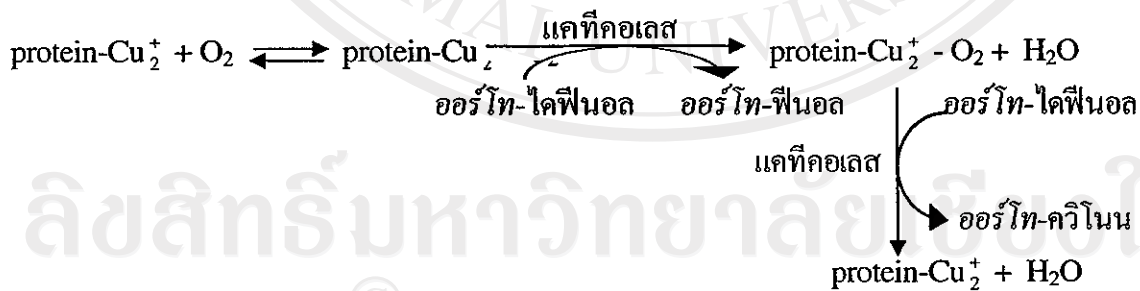 แคทีคอเลส
protein-Cu₂⁺ + O₂ ⇌ protein-Cu → protein-Cu₂⁺ - O₂ + H₂O
ออร์โท-ไดฟีนอล ออร์โท-ฟีนอล ออร์โท-ไดฟีนอล
แคทีคอเลส
ออร์โท-ควิโนน
protein-Cu₂⁺ + H₂O
ลิขสิทธิ์มหาวิทยาลัยเชียงให